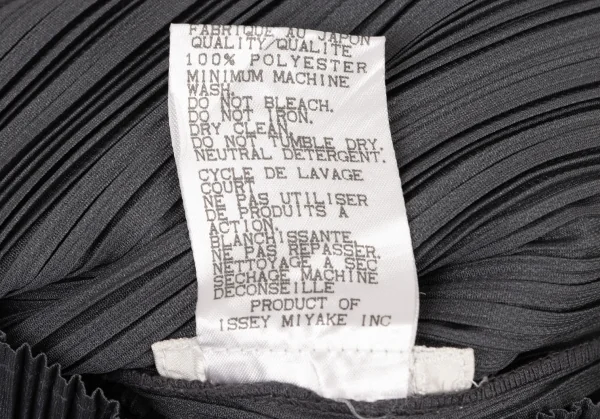 FABRIQUE AU JAPON
QUALITY QUALITE
100% POLYESTER
MINIMUM MACHINE
WASH.
DO NOT BLEACH.
DO NOT IRON.
DRY CLEAN.
DO NOT TUMBLE DRY.
NEUTRAL DETERGENT.
CYCLE DE LAVAGE
COURT
NE PAS UTILISER
DE PRODUITS A
ACTION.
BLANCHISSANTE.
NE PAS REPASSER.
NETTOYAGE A SEC
SECHAGE MACHINE
DECONSEILLE
PRODUCT OF
ISSEY MIYAKE INC